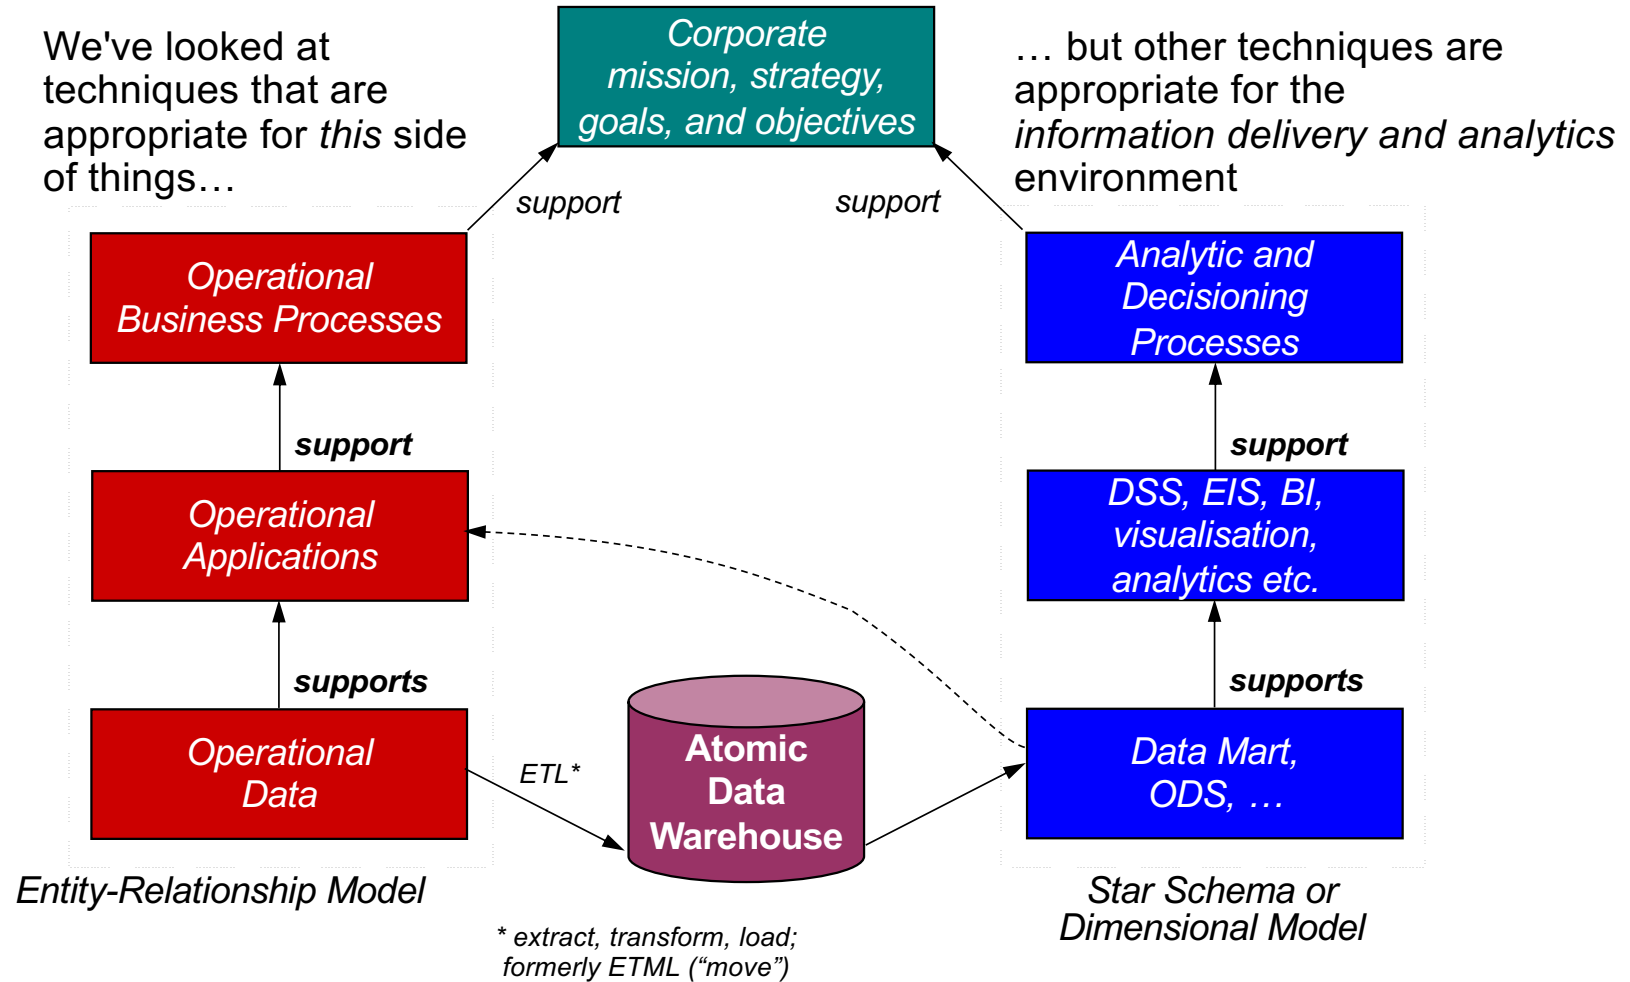 We've looked at
techniques that are
appropriate for this side
of things…
Corporate
mission, strategy,
goals, and objectives
… but other techniques are
appropriate for the
information delivery and analytics
environment
support
support
Operational
Business Processes
Analytic and
Decisioning
Processes
support
support
Operational
Applications
DSS, EIS, BI,
visualisation,
analytics etc.
supports
supports
Operational
Data
ETL*
Atomic
Data
Warehouse
Data Mart,
ODS, …
Entity-Relationship Model
Star Schema or
Dimensional Model
* extract, transform, load;
formerly ETML (“move”)